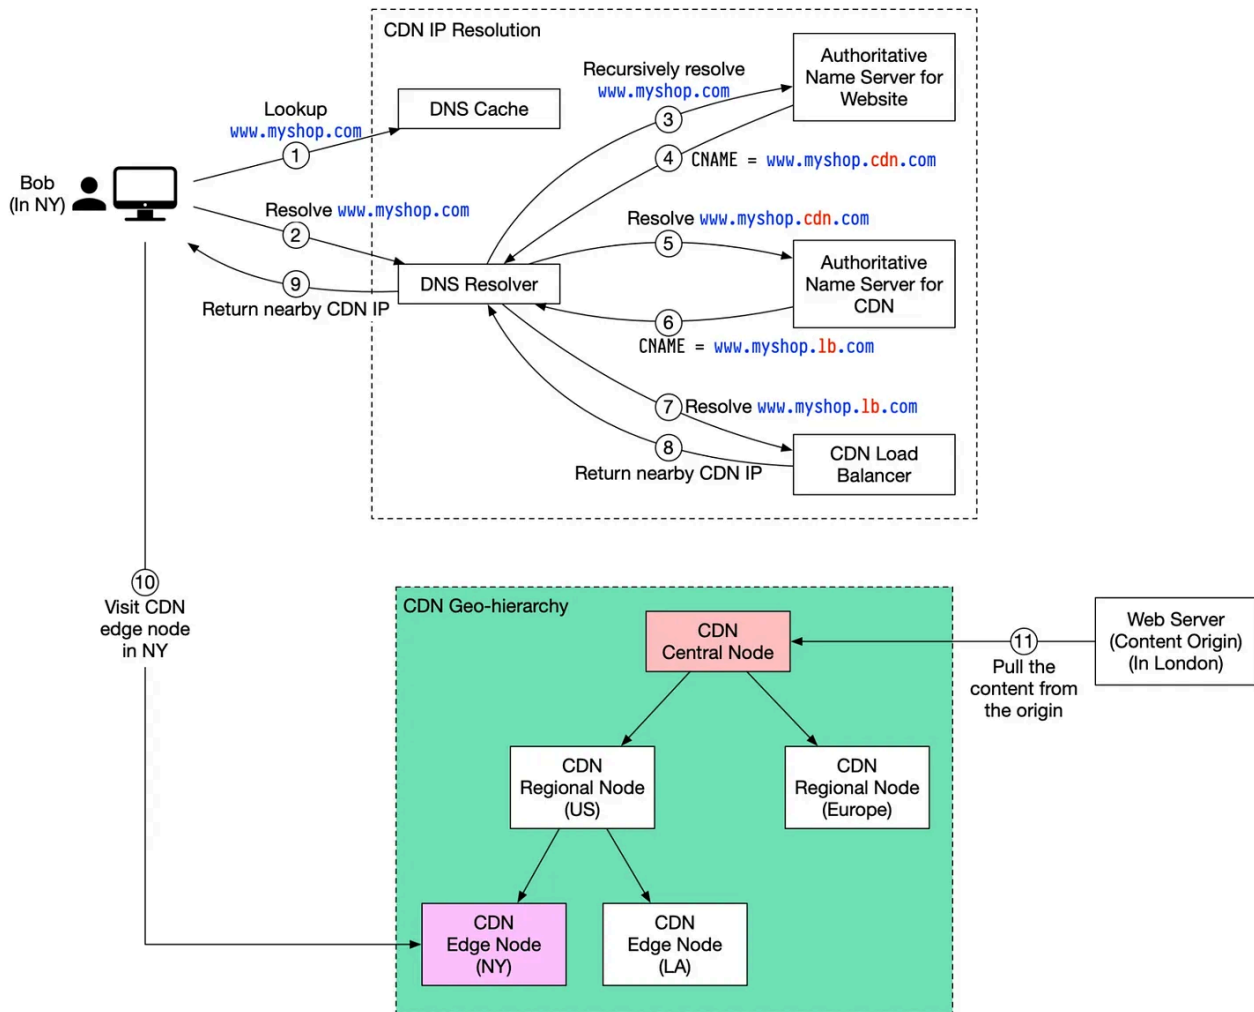 CDN IP Resolution
Authoritative
Name Server for
Website
Recursively resolve
www.myshop.com
3
Lookup
www.myshop.com
1
DNS Cache
4
CNAME = www.myshop.cdn.com
Bob
(In NY)
Resolve www.myshop.com
2
Resolve www.myshop.cdn.com
5
Authoritative
Name Server for
CDN
DNS Resolver
9
Return nearby CDN IP
6
CNAME = www.myshop.lb.com
7
Resolve www.myshop.lb.com
8
Return nearby CDN IP
CDN Load
Balancer
10
Visit CDN
edge node
in NY
CDN Geo-hierarchy
CDN
Central Node
11
Pull the
content from
the origin
Web Server
(Content Origin)
(In London)
CDN
Regional Node
(US)
CDN
Regional Node
(Europe)
CDN
Edge Node
(NY)
CDN
Edge Node
(LA)